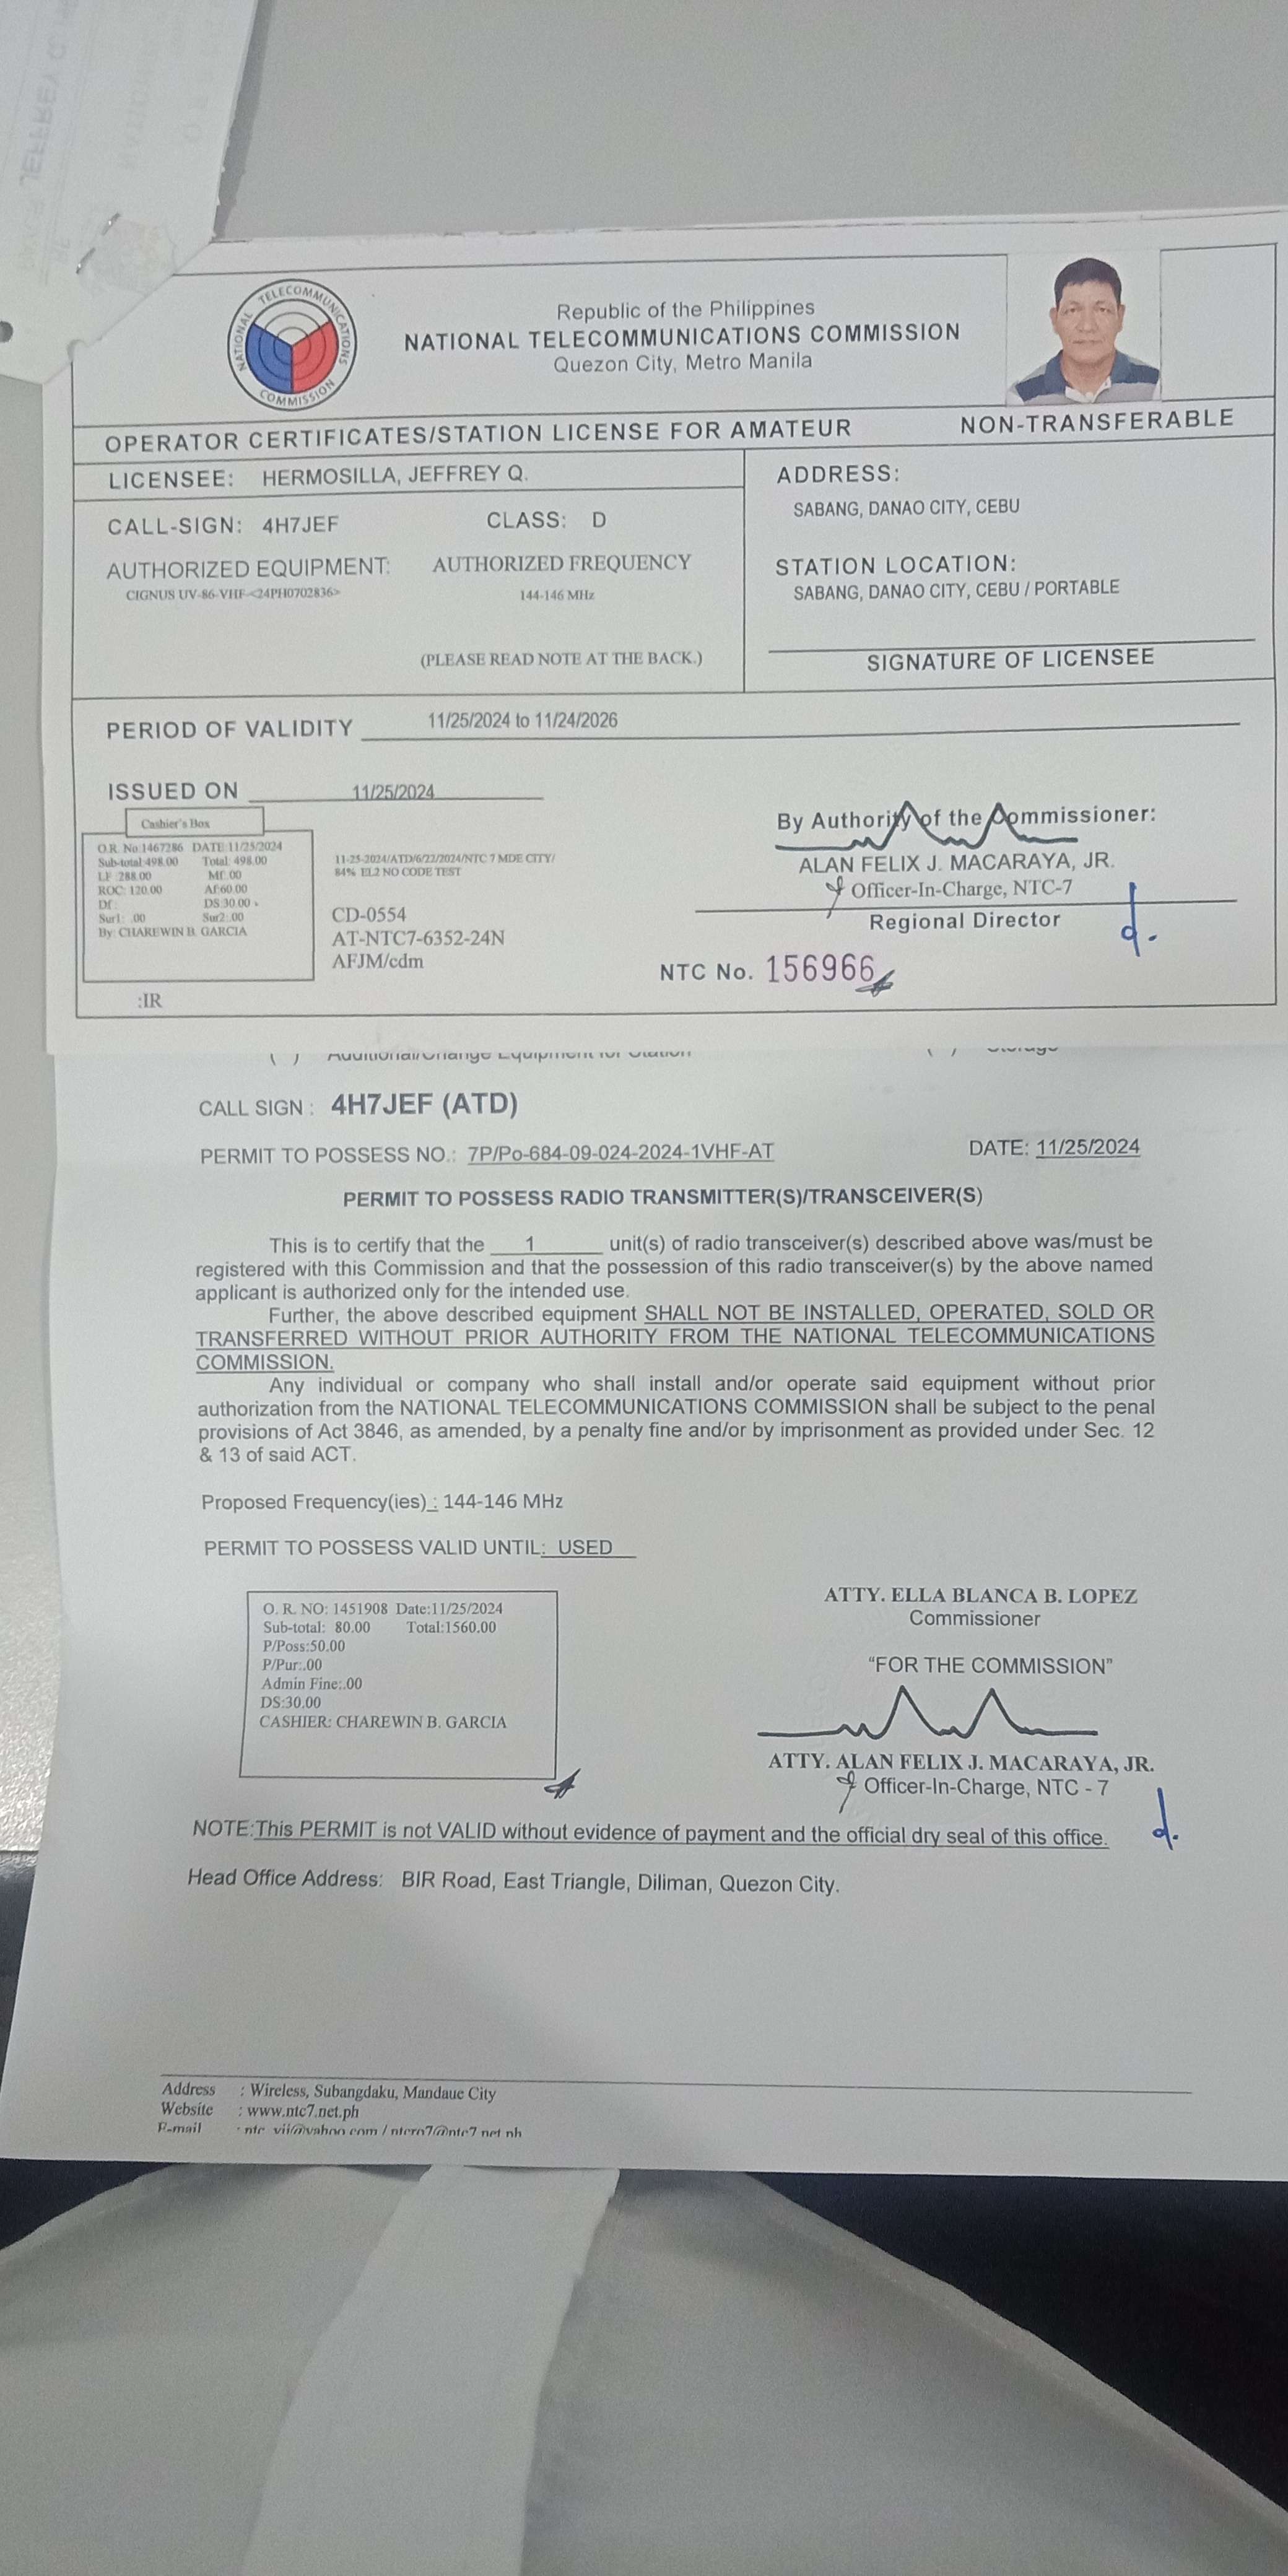 JEFFREY
NATIONAL TELECOMMUNICATIONS COMMISSION
Republic of the Philippines
NATIONAL TELECOMMUNICATIONS COMMISSION
Quezon City, Metro Manila
OPERATOR CERTIFICATES/STATION LICENSE FOR AMATEUR NON-TRANSFERABLE
LICENSEE: HERMOSILLA, JEFFREY Q.
CALL-SIGN: 4H7JEF CLASS: D
AUTHORIZED EQUIPMENT: AUTHORIZED FREQUENCY
CIGNUS UV-86-VHF-<24PH0702836> 144-146 MHz
(PLEASE READ NOTE AT THE BACK.)
ADDRESS:
SABANG, DANAO CITY, CEBU
STATION LOCATION:
SABANG, DANAO CITY, CEBU / PORTABLE
SIGNATURE OF LICENSEE
PERIOD OF VALIDITY 11/25/2024 to 11/24/2026
ISSUED ON 11/25/2024
Cashier's Box
O.R. No:1467286 DATE:11/25/2024
Sub-total:498.00 Total: 498.00
LF: 288.00 Mf:.00
ROC: 120.00 Af:60.00
Df: DS:30.00
Sur1: .00 Sur2:.00
By: CHAREWIN B. GARCIA
:IR
11-25-2024/ATD/6/22/2024/NTC 7 MDE CITY/
84% EL2 NO CODE TEST
CD-0554
AT-NTC7-6352-24N
AFJM/cdm
By Authority of the Commissioner:
ALAN FELIX J. MACARAYA, JR.
Officer-In-Charge, NTC-7
Regional Director
NTC No. 156966
( ) Additional/Change Equipment for Station ( ) Storage
CALL SIGN : 4H7JEF (ATD)
PERMIT TO POSSESS NO.: 7P/Po-684-09-024-2024-1VHF-AT DATE: 11/25/2024
PERMIT TO POSSESS RADIO TRANSMITTER(S)/TRANSCEIVER(S)
This is to certify that the 1 unit(s) of radio transceiver(s) described above was/must be
registered with this Commission and that the possession of this radio transceiver(s) by the above named
applicant is authorized only for the intended use.
Further, the above described equipment SHALL NOT BE INSTALLED, OPERATED, SOLD OR
TRANSFERRED WITHOUT PRIOR AUTHORITY FROM THE NATIONAL TELECOMMUNICATIONS
COMMISSION.
Any individual or company who shall install and/or operate said equipment without prior
authorization from the NATIONAL TELECOMMUNICATIONS COMMISSION shall be subject to the penal
provisions of Act 3846, as amended, by a penalty fine and/or by imprisonment as provided under Sec. 12
& 13 of said ACT.
Proposed Frequency(ies) : 144-146 MHz
PERMIT TO POSSESS VALID UNTIL: USED
O. R. NO: 1451908 Date:11/25/2024
Sub-total: 80.00 Total:1560.00
P/Poss:50.00
P/Pur:.00
Admin Fine:.00
DS:30.00
CASHIER: CHAREWIN B. GARCIA
ATTY. ELLA BLANCA B. LOPEZ
Commissioner
"FOR THE COMMISSION"
ATTY. ALAN FELIX J. MACARAYA, JR.
Officer-In-Charge, NTC - 7
NOTE:This PERMIT is not VALID without evidence of payment and the official dry seal of this office.
Head Office Address: BIR Road, East Triangle, Diliman, Quezon City.
Address : Wireless, Subangdaku, Mandaue City
Website : www.ntc7.net.ph
E-mail : ntc_vii@yahoo.com / ntcro7@ntc7.net.ph